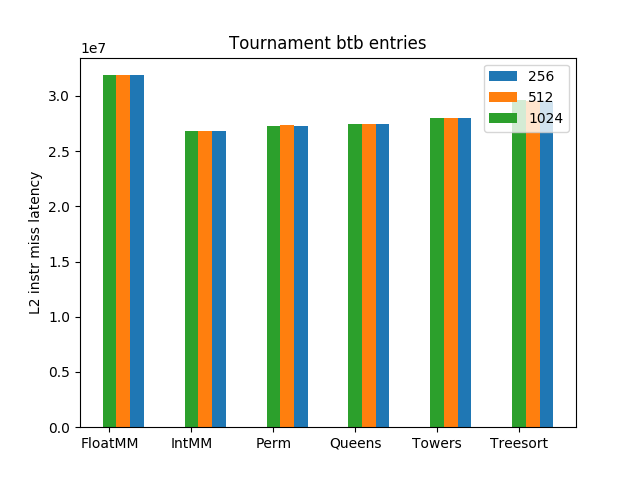 Tournament btb entries
1e7
256
512
1024
3.0
2.5
2.0
1.5
1.0
0.5
0.0
L2 instr miss latency
FloatMM IntMM Perm Queens Towers Treesort